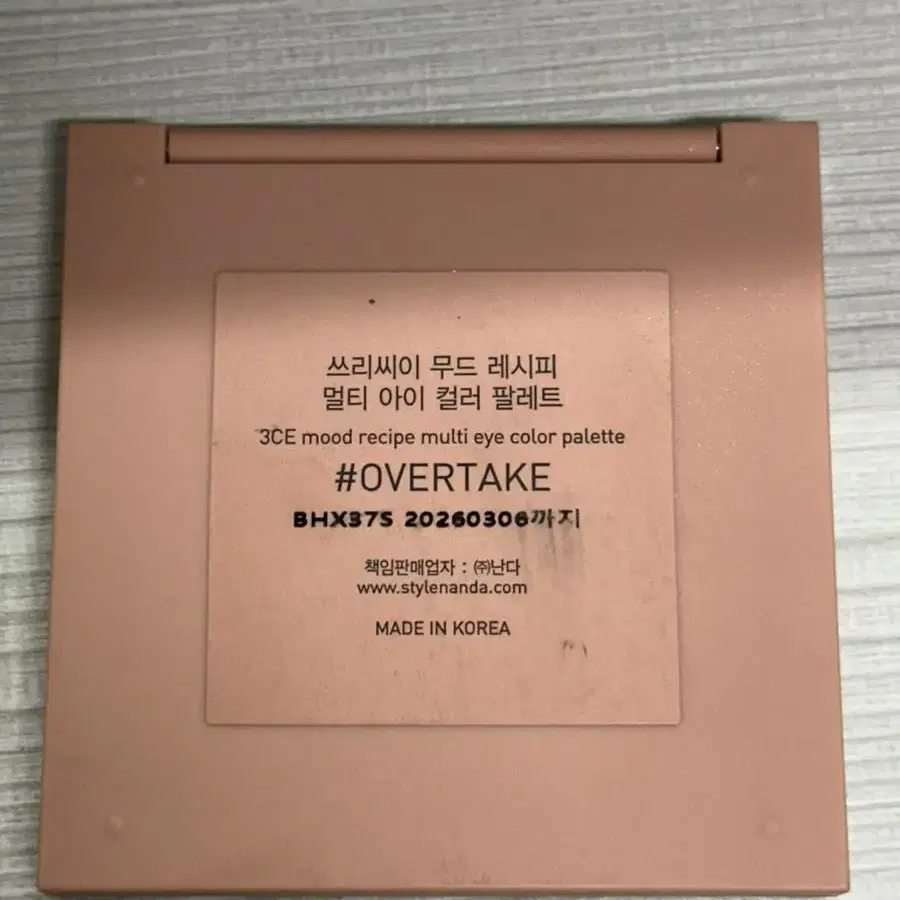 쓰리씨이 무드 레시피
멀티 아이 컬러 팔레트
3CE mood recipe multi eye color palette
#OVERTAKE
BHX37S 20260306까지
책임판매업자 : ㈜난다
www.stylenanda.com
MADE IN KOREA